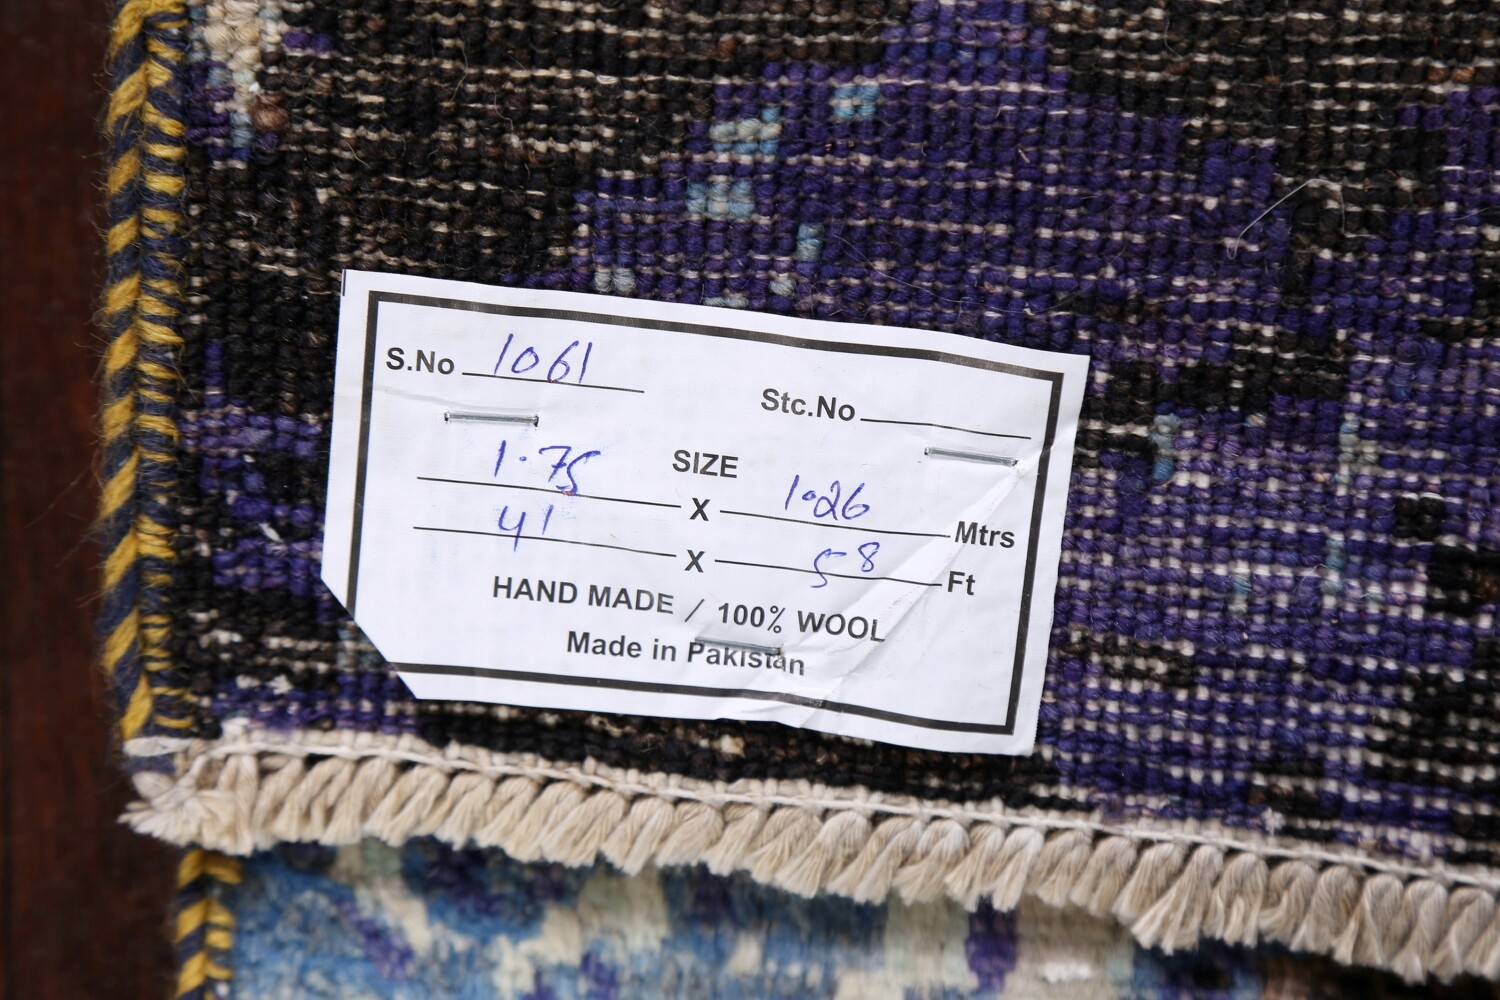 S.No 1061
Stc.No
SIZE
1.75 X 1.26 Mtrs
4 1 X 5 8 Ft
HAND MADE / 100% WOOL
Made in Pakistan